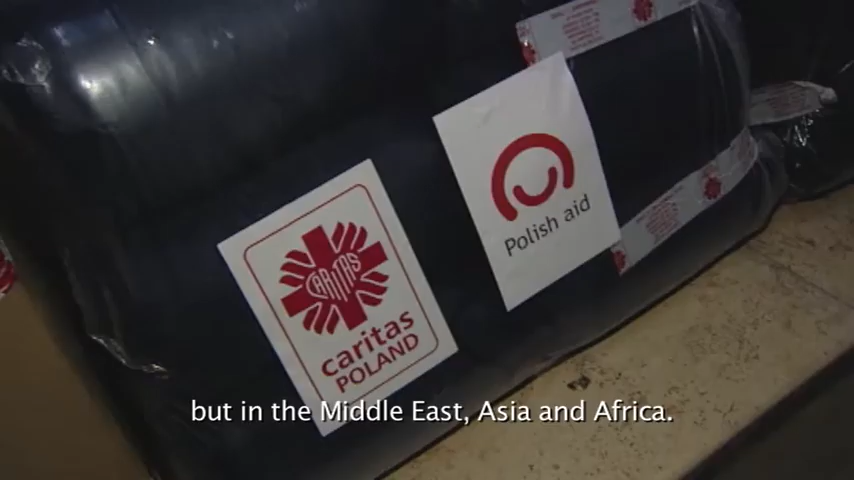 CARITAS
caritas
POLAND
Polish aid
but in the Middle East, Asia and Africa.